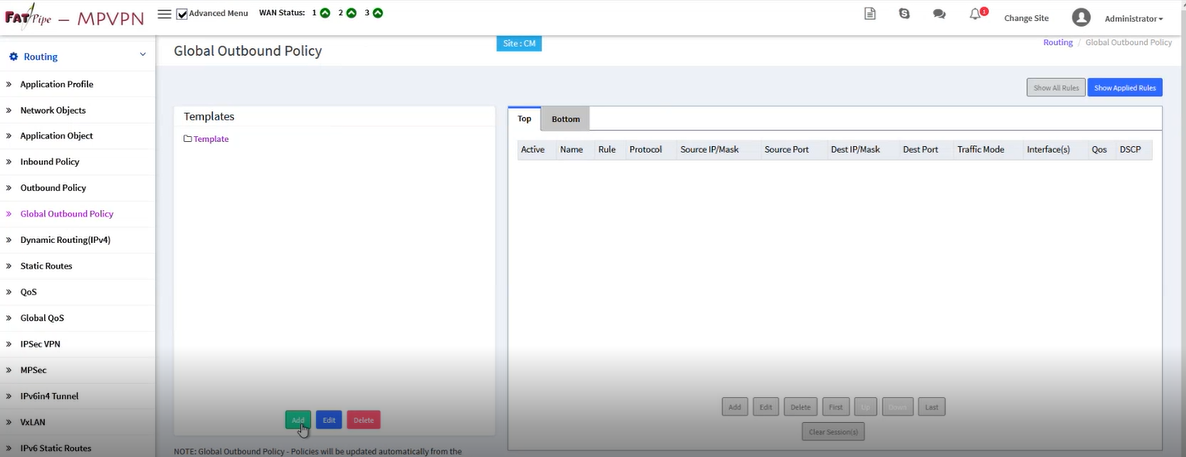 FATPipe — MPVPN
Advanced Menu
WAN Status: 1 2 3
1
Change Site
Administrator
Routing
Application Profile
Network Objects
Application Object
Inbound Policy
Outbound Policy
Global Outbound Policy
Dynamic Routing(IPv4)
Static Routes
QoS
Global QoS
IPSec VPN
MPSec
IPv6in4 Tunnel
VxLAN
IPv6 Static Routes
Global Outbound Policy
Site : CM
Routing / Global Outbound Policy
Show All Rules Show Applied Rules
Templates
Template
Add Edit Delete
NOTE: Global Outbound Policy - Policies will be updated automatically from the
Top Bottom
Active Name Rule Protocol Source IP/Mask Source Port Dest IP/Mask Dest Port Traffic Mode Interface(s) Qos DSCP
Add Edit Delete First Last
Clear Session(s)